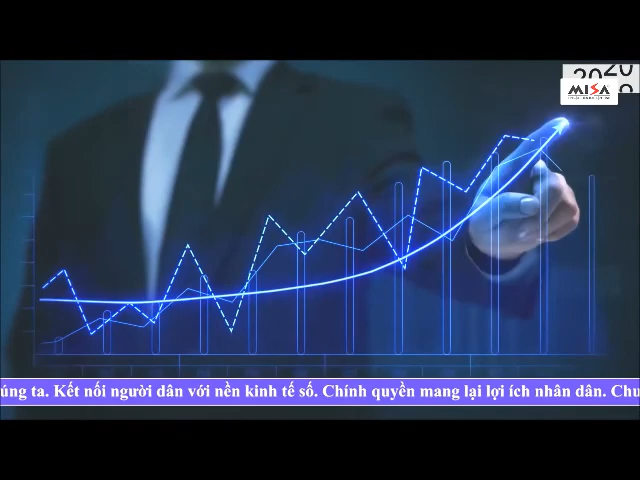 2020
MISA
úng ta. Kết nối người dân với nền kinh tế số. Chính quyền mang lại lợi ích nhân dân. Chu